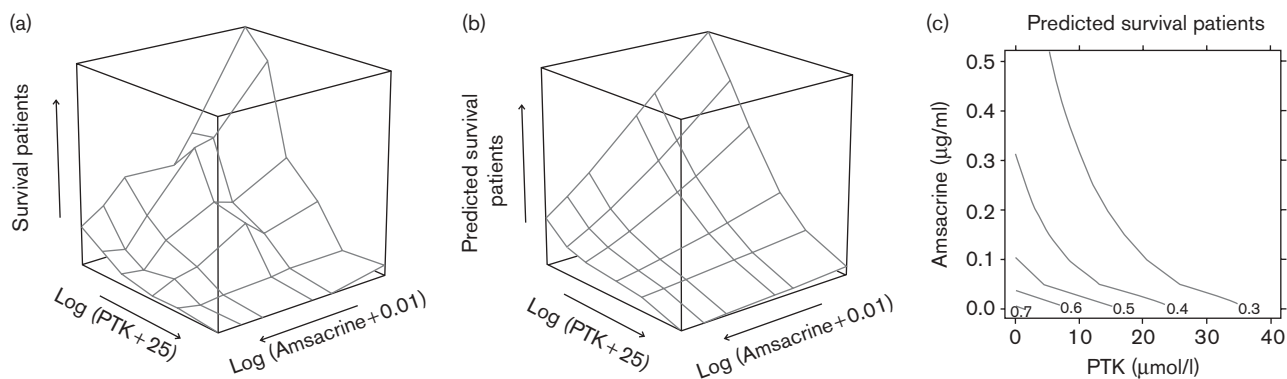 (a)
Survival patients
Log (PTK+25)
Log (Amsacrine+0.01)
(b)
Predicted survival
patients
Log (PTK+25)
Log (Amsacrine+0.01)
(c)
Predicted survival patients
Amsacrine (μg/ml)
0.5
0.4
0.3
0.2
0.1
0.0
0.7
0.6
0.5
0.4
0.3
0
10
20
30
40
PTK (μmol/l)